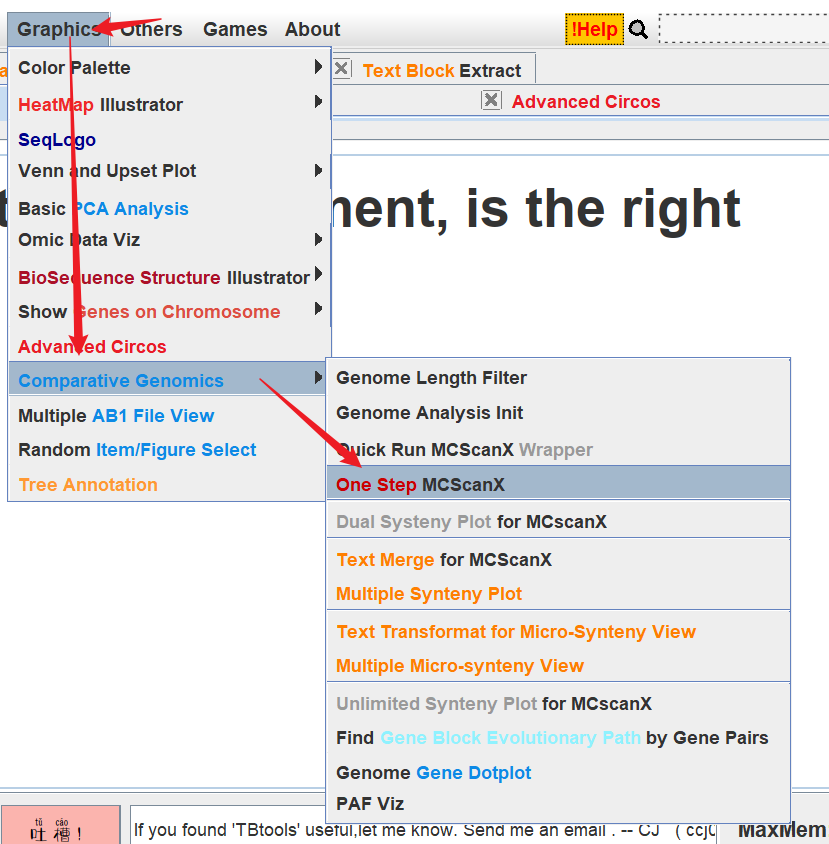 Graphics Others Games About !Help
Color Palette
Text Block Extract
HeatMap Illustrator
Advanced Circos
SeqLogo
Venn and Upset Plot
ment, is the right
Basic PCA Analysis
Omic Data Viz
BioSequence Structure Illustrator
Show Genes on Chromosome
Advanced Circos
Comparative Genomics
Multiple AB1 File View
Random Item/Figure Select
Tree Annotation
Genome Length Filter
Genome Analysis Init
Quick Run MCScanX Wrapper
One Step MCScanX
Dual Systeny Plot for MCscanX
Text Merge for MCScanX
Multiple Synteny Plot
Text Transformat for Micro-Synteny View
Multiple Micro-synteny View
Unlimited Synteny Plot for MCscanX
Find Gene Block Evolutionary Path by Gene Pairs
Genome Gene Dotplot
PAF Viz
tǔ cáo
吐 槽 !
If you found 'TBtools' useful,let me know. Send me an email . -- CJ
MaxMem